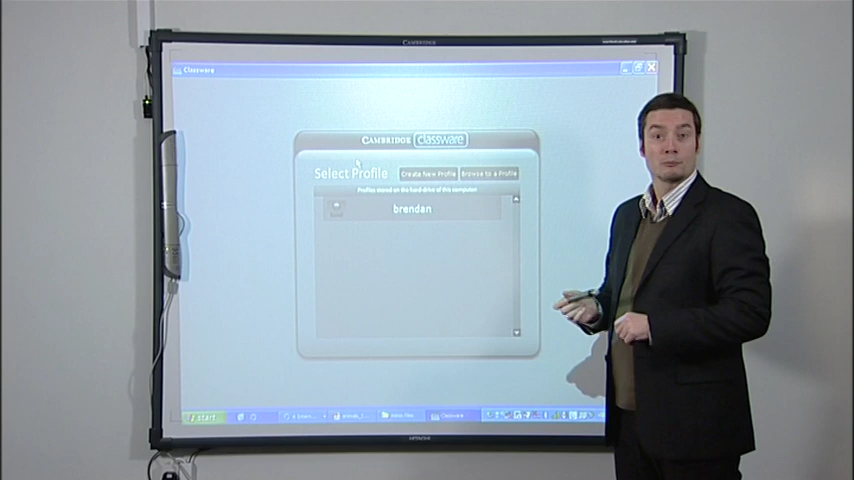 CAMBRIDGE
Classware
CAMBRIDGE classware
Select Profile
Create New Profile
Browse to a Profile
Profiles stored on the hard-drive of this computer
brendan
start
Classware
HITACHI